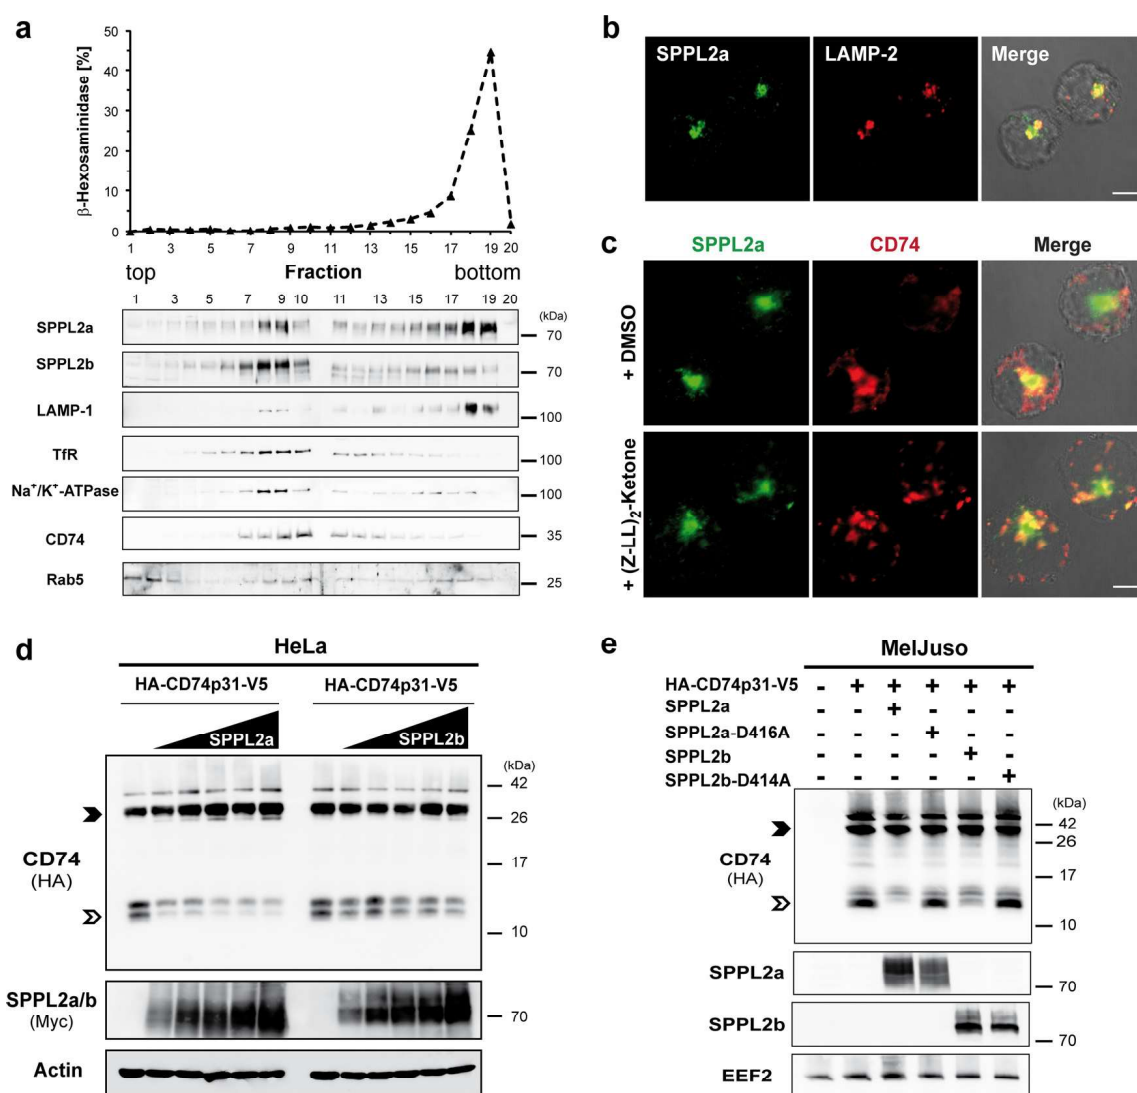 a
β-Hexosaminidase [%]
50
40
30
20
10
0
1 3 5 7 9 11 13 15 17 19 20
top Fraction bottom
1 3 5 7 9 10 11 13 15 17 19 20 (kDa)
SPPL2a 70
SPPL2b 70
LAMP-1 100
TfR 100
Na⁺/K⁺-ATPase 100
CD74 35
Rab5 25
b
SPPL2a LAMP-2 Merge
c
SPPL2a CD74 Merge
+ DMSO
+ (Z-LL)₂-Ketone
d
HeLa
HA-CD74p31-V5 HA-CD74p31-V5
SPPL2a SPPL2b
(kDa)
42
26
CD74
(HA)
17
10
SPPL2a/b
(Myc)
70
Actin
e
MelJuso
HA-CD74p31-V5 - + + + + +
SPPL2a - - + - - -
SPPL2a-D416A - - - + - -
SPPL2b - - - - + -
SPPL2b-D414A - - - - - +
(kDa)
42
26
CD74
(HA)
17
10
SPPL2a 70
SPPL2b 70
EEF2